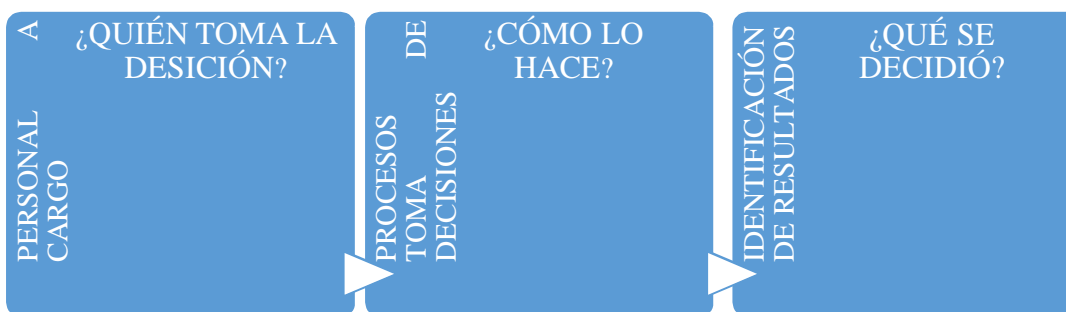 PERSONAL A
CARGO
¿QUIÉN TOMA LA
DESICIÓN?
PROCESOS DE
TOMA
DECISIONES
¿CÓMO LO
HACE?
IDENTIFICACIÓN
DE RESULTADOS
¿QUÉ SE
DECIDIÓ?